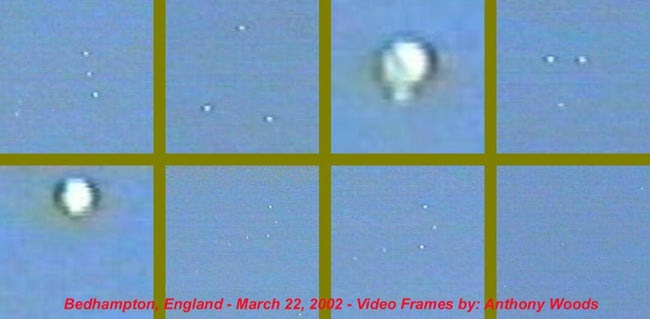 Bedhampton, England - March 22, 2002 - Video Frames by: Anthony Woods